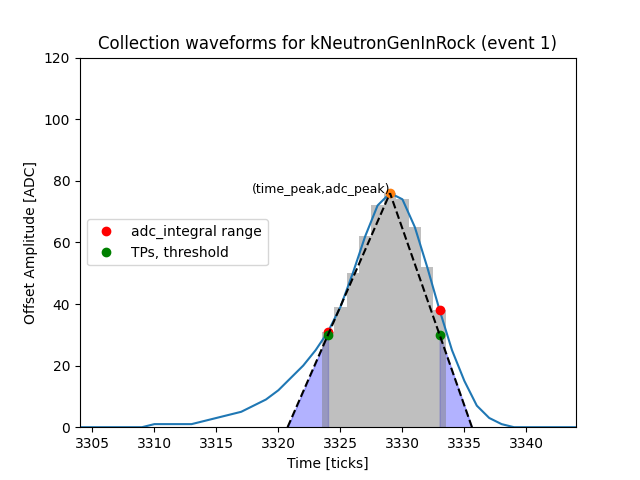 Collection waveforms for kNeutronGenInRock (event 1)
120
100
80
60
40
20
0
Offset Amplitude [ADC]
(time_peak,adc_peak)
adc_integral range
TPs, threshold
3305 3310 3315 3320 3325 3330 3335 3340
Time [ticks]